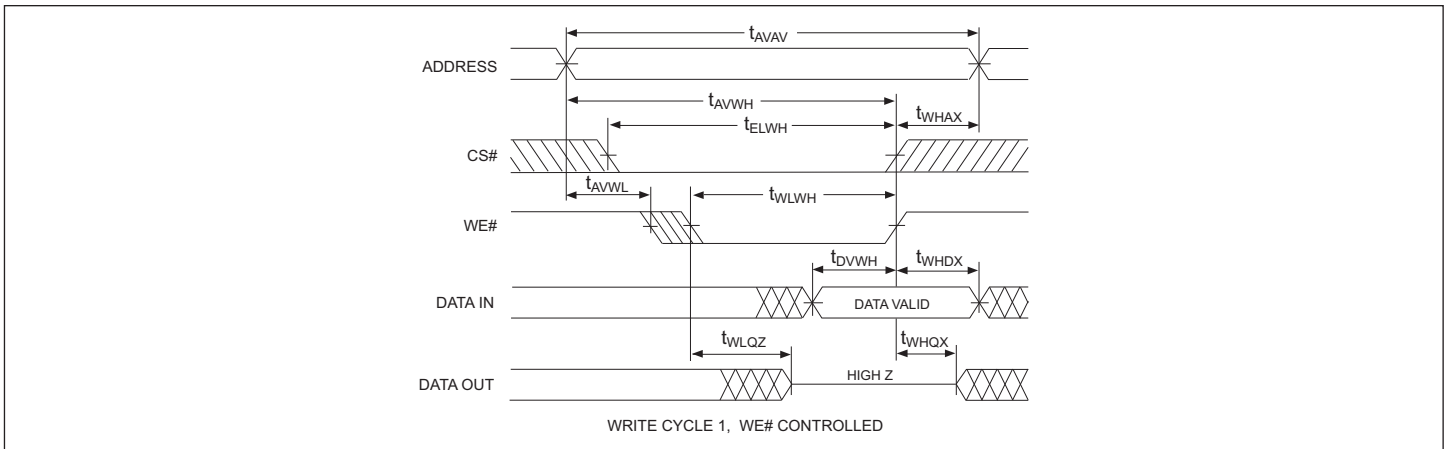 tAVAV
ADDRESS
tAVWH
tELWH
tWHAX
CS#
tAVWL
tWLWH
WE#
tDVWH
tWHDX
DATA IN
DATA VALID
tWLQZ
tWHQX
DATA OUT
HIGH Z
WRITE CYCLE 1, WE# CONTROLLED